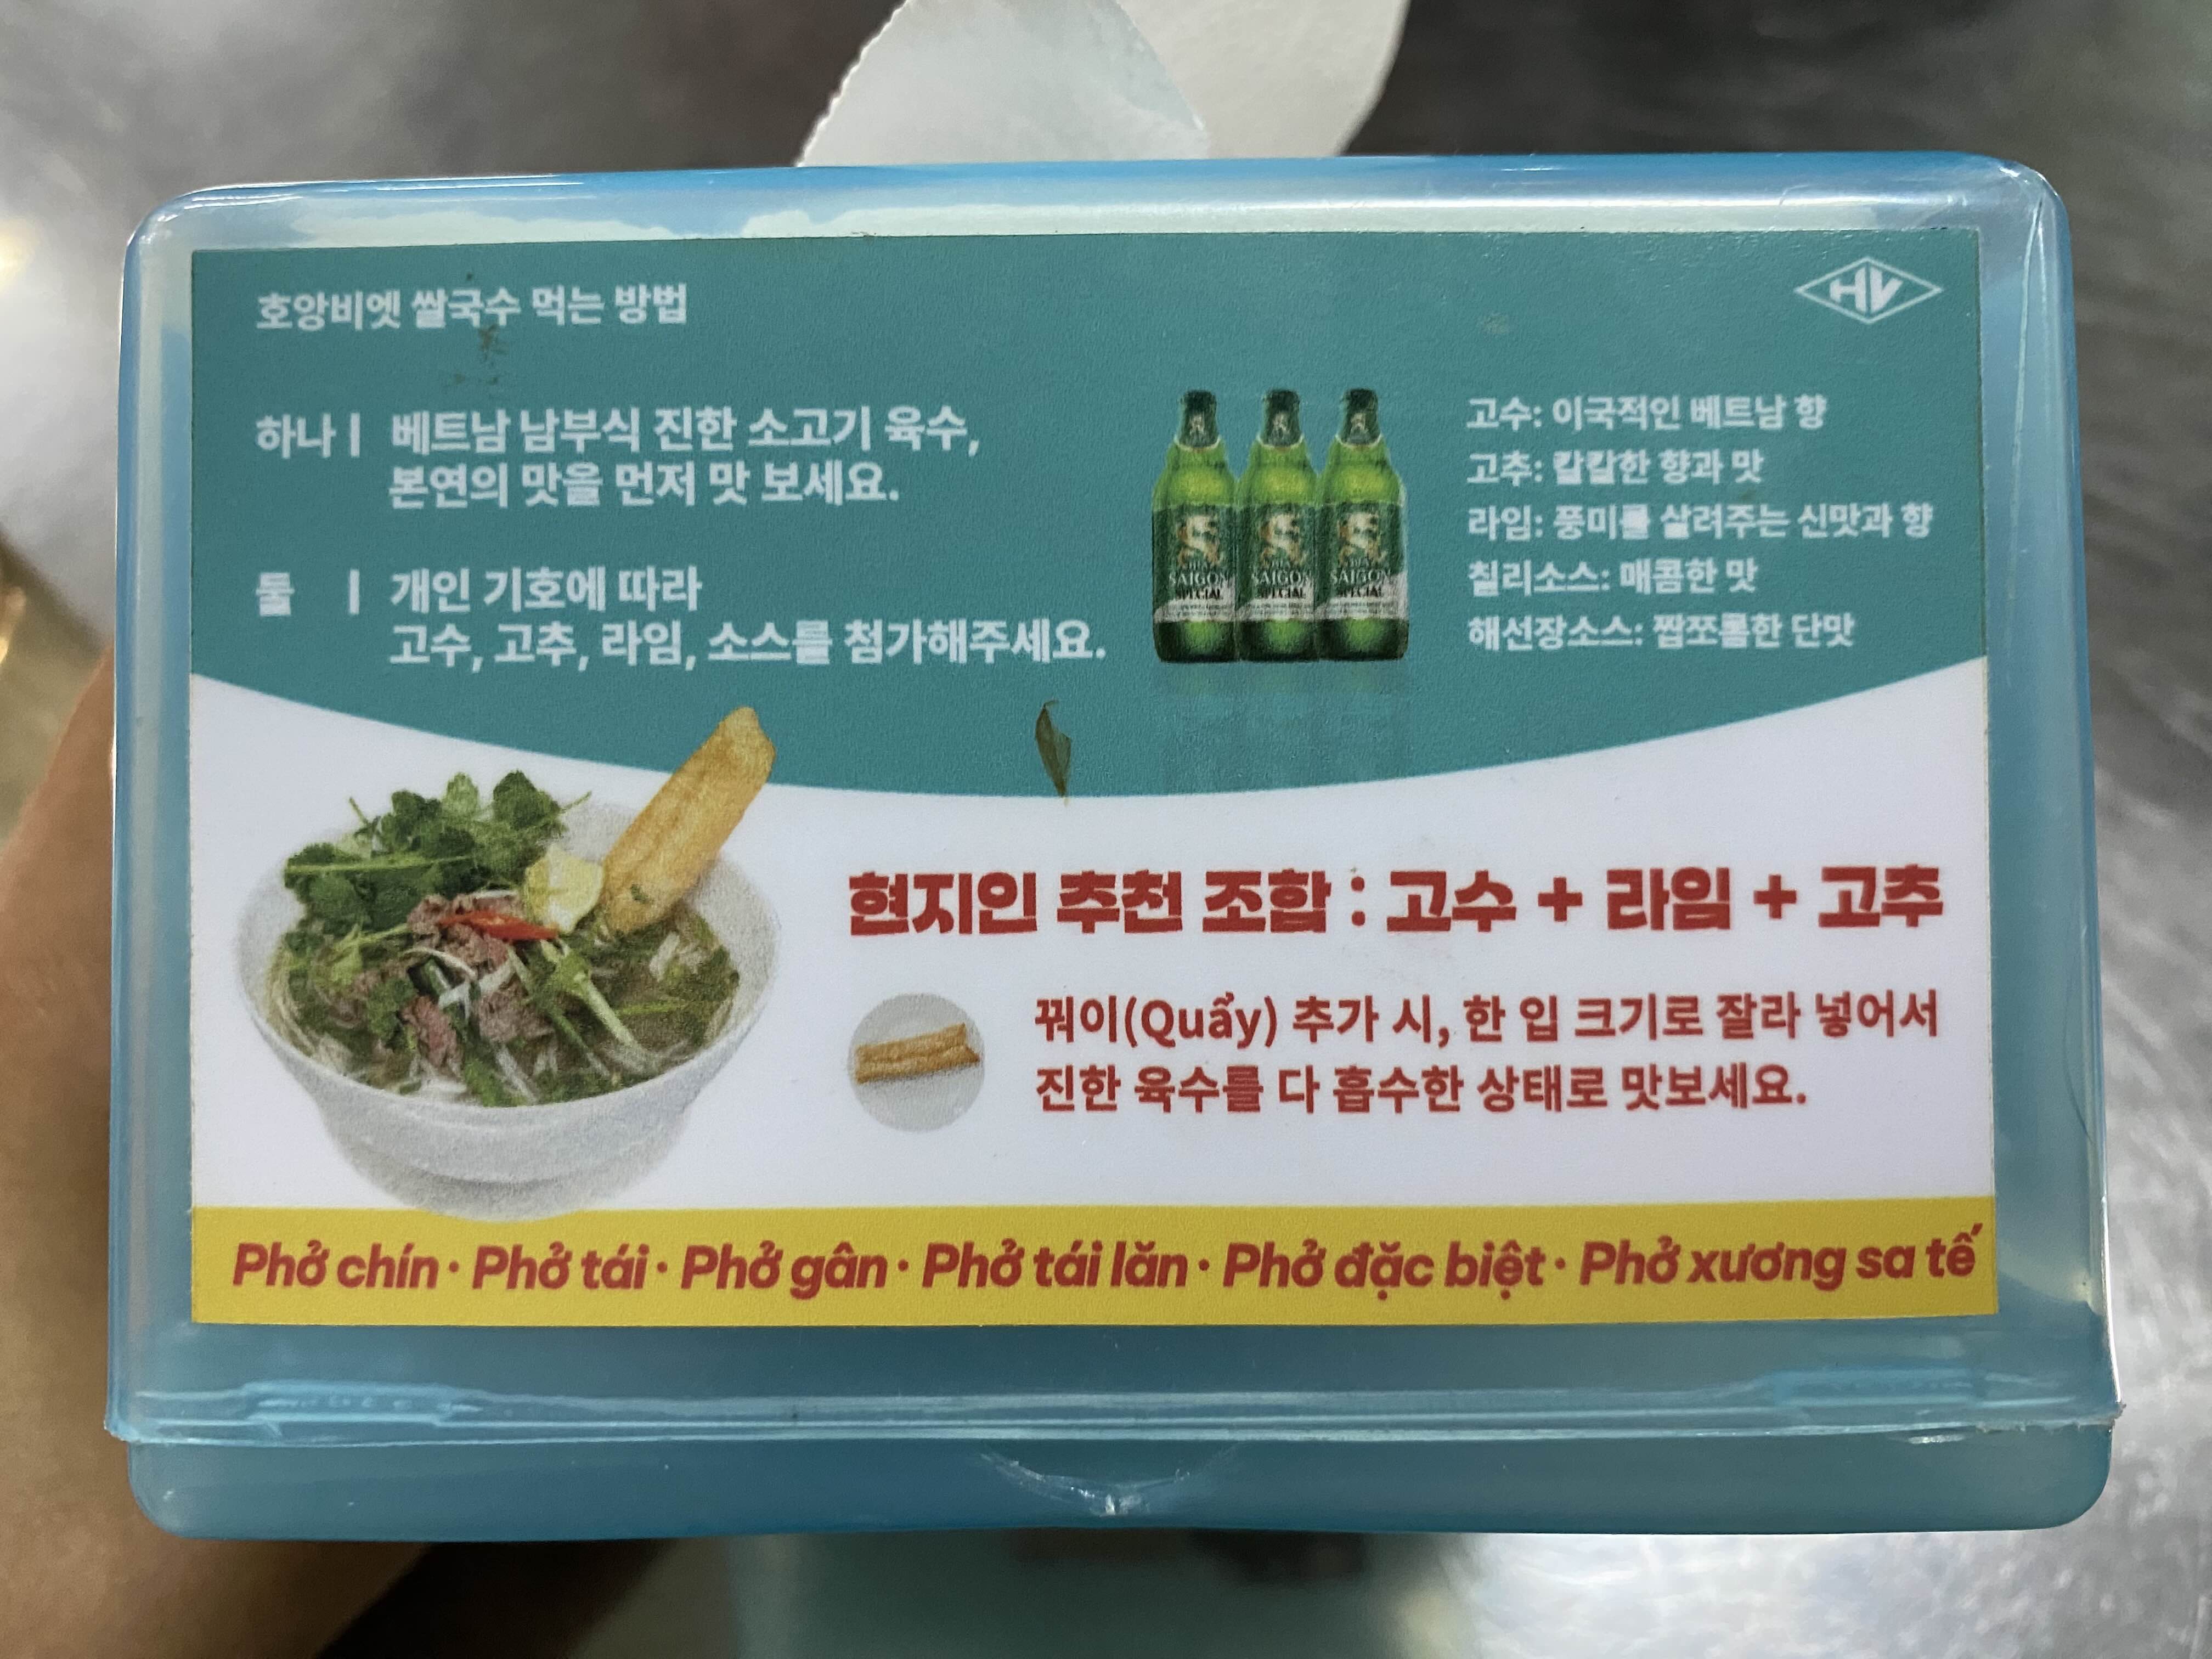 호앙비엣 쌀국수 먹는 방법
HV
하나 | 베트남 남부식 진한 소고기 육수,
본연의 맛을 먼저 맛 보세요.
둘 | 개인 기호에 따라
고수, 고추, 라임, 소스를 첨가해주세요.
SAIGON SPECIAL
SAIGON SPECIAL
SAIGON SPECIAL
고수: 이국적인 베트남 향
고추: 칼칼한 향과 맛
라임: 풍미를 살려주는 신맛과 향
칠리소스: 매콤한 맛
해선장소스: 짭쪼롬한 단맛
현지인 추천 조합 : 고수 + 라임 + 고추
꿔이(Quẩy) 추가 시, 한 입 크기로 잘라 넣어서
진한 육수를 다 흡수한 상태로 맛보세요.
Phở chín · Phở tái · Phở gân · Phở tái lăn · Phở đặc biệt · Phở xương sa tế